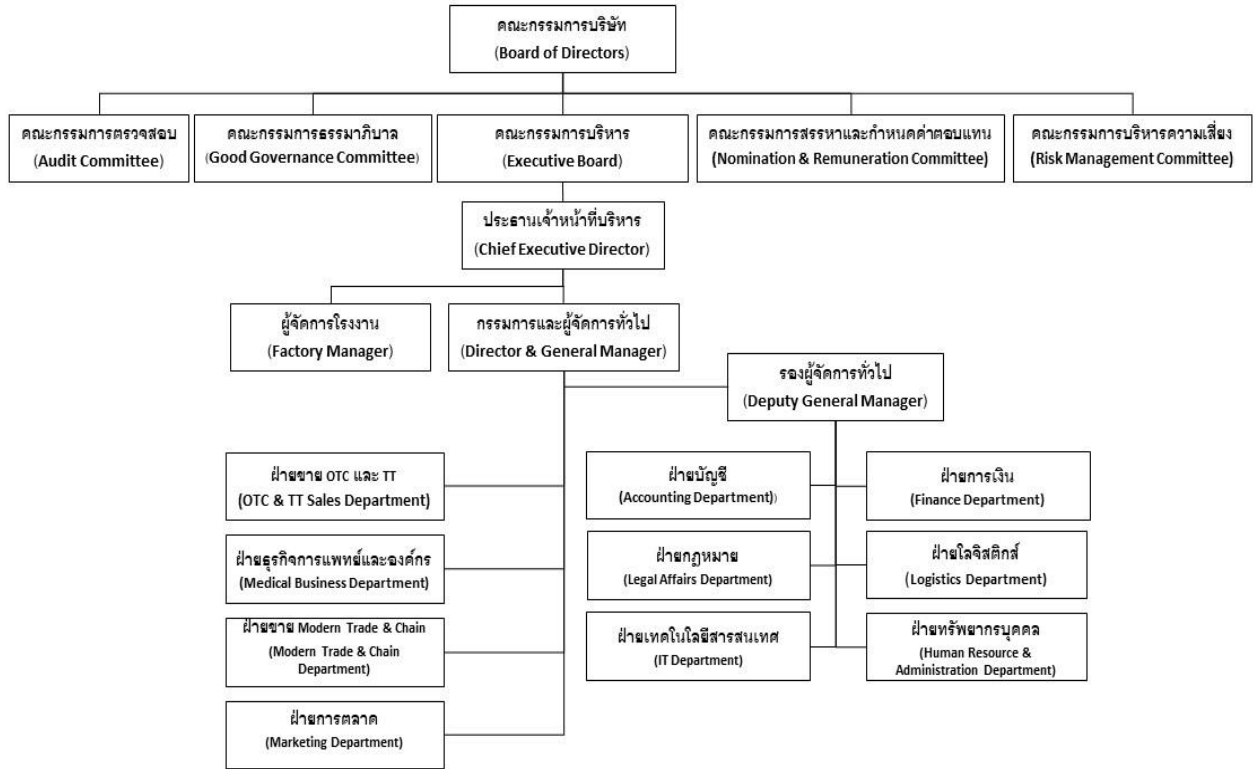 คณะกรรมการบริษัท
(Board of Directors)
คณะกรรมการตรวจสอบ
(Audit Committee)
คณะกรรมการธรรมาภิบาล
(Good Governance Committee)
คณะกรรมการบริหาร
(Executive Board)
คณะกรรมการสรรหาและกำหนดค่าตอบแทน
(Nomination & Remuneration Committee)
คณะกรรมการบริหารความเสี่ยง
(Risk Management Committee)
ประธานเจ้าหน้าที่บริหาร
(Chief Executive Director)
ผู้จัดการโรงงาน
(Factory Manager)
กรรมการและผู้จัดการทั่วไป
(Director & General Manager)
รองผู้จัดการทั่วไป
(Deputy General Manager)
ฝ่ายขาย OTC และ TT
(OTC & TT Sales Department)
ฝ่ายบัญชี
(Accounting Department))
ฝ่ายการเงิน
(Finance Department)
ฝ่ายธุรกิจการแพทย์และองค์กร
(Medical Business Department)
ฝ่ายกฎหมาย
(Legal Affairs Department)
ฝ่ายโลจิสติกส์
(Logistics Department)
ฝ่ายขาย Modern Trade & Chain
(Modern Trade & Chain
Department)
ฝ่ายเทคโนโลยีสารสนเทศ
(IT Department)
ฝ่ายทรัพยากรบุคคล
(Human Resource &
Administration Department)
ฝ่ายการตลาด
(Marketing Department)